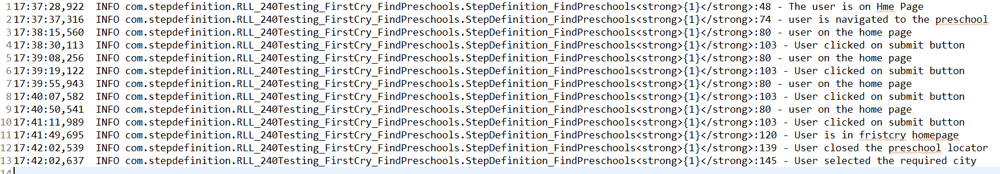 1 17:37:28,922  INFO com.stepdefinition.RLL_240Testing_FirstCry_FindPreschools.StepDefinition_FindPreschools<strong>{1}</strong>:48 - The user is on Hme Page
2 17:37:37,316  INFO com.stepdefinition.RLL_240Testing_FirstCry_FindPreschools.StepDefinition_FindPreschools<strong>{1}</strong>:74 - user is navigated to the preschool
3 17:38:15,560  INFO com.stepdefinition.RLL_240Testing_FirstCry_FindPreschools.StepDefinition_FindPreschools<strong>{1}</strong>:80 - user on the home page
4 17:38:30,113  INFO com.stepdefinition.RLL_240Testing_FirstCry_FindPreschools.StepDefinition_FindPreschools<strong>{1}</strong>:103 - User clicked on submit button
5 17:39:08,256  INFO com.stepdefinition.RLL_240Testing_FirstCry_FindPreschools.StepDefinition_FindPreschools<strong>{1}</strong>:80 - user on the home page
6 17:39:19,122  INFO com.stepdefinition.RLL_240Testing_FirstCry_FindPreschools.StepDefinition_FindPreschools<strong>{1}</strong>:103 - User clicked on submit button
7 17:39:55,943  INFO com.stepdefinition.RLL_240Testing_FirstCry_FindPreschools.StepDefinition_FindPreschools<strong>{1}</strong>:80 - user on the home page
8 17:40:07,582  INFO com.stepdefinition.RLL_240Testing_FirstCry_FindPreschools.StepDefinition_FindPreschools<strong>{1}</strong>:103 - User clicked on submit button
9 17:40:50,541  INFO com.stepdefinition.RLL_240Testing_FirstCry_FindPreschools.StepDefinition_FindPreschools<strong>{1}</strong>:80 - user on the home page
10 17:41:11,989  INFO com.stepdefinition.RLL_240Testing_FirstCry_FindPreschools.StepDefinition_FindPreschools<strong>{1}</strong>:103 - User clicked on submit button
11 17:41:49,695  INFO com.stepdefinition.RLL_240Testing_FirstCry_FindPreschools.StepDefinition_FindPreschools<strong>{1}</strong>:120 - User is in fristcry homepage
12 17:42:02,539  INFO com.stepdefinition.RLL_240Testing_FirstCry_FindPreschools.StepDefinition_FindPreschools<strong>{1}</strong>:139 - User closed the preschool locator
13 17:42:02,637  INFO com.stepdefinition.RLL_240Testing_FirstCry_FindPreschools.StepDefinition_FindPreschools<strong>{1}</strong>:145 - User selected the required city
14